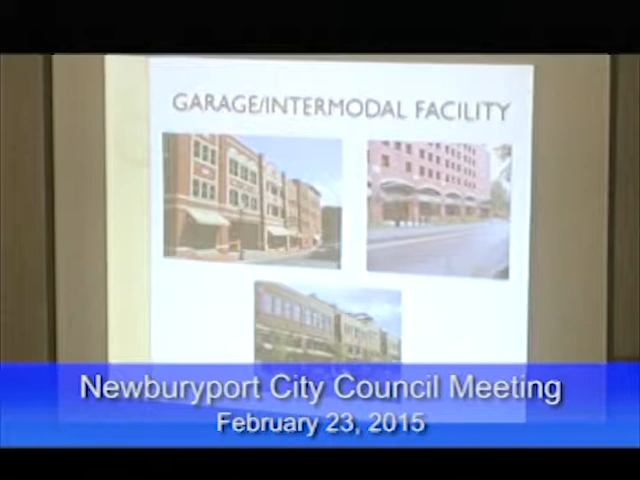 GARAGE/INTERMODAL FACILITY
Newburyport City Council Meeting
February 23, 2015